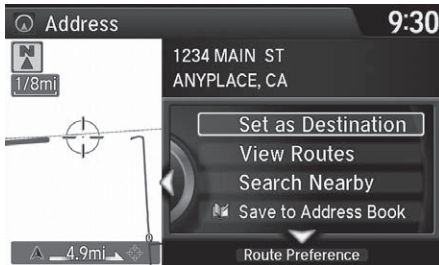 Address
9:30
N
1/8mi
1234 MAIN ST
ANYPLACE, CA
Set as Destination
View Routes
Search Nearby
Save to Address Book
4.9mi
Route Preference